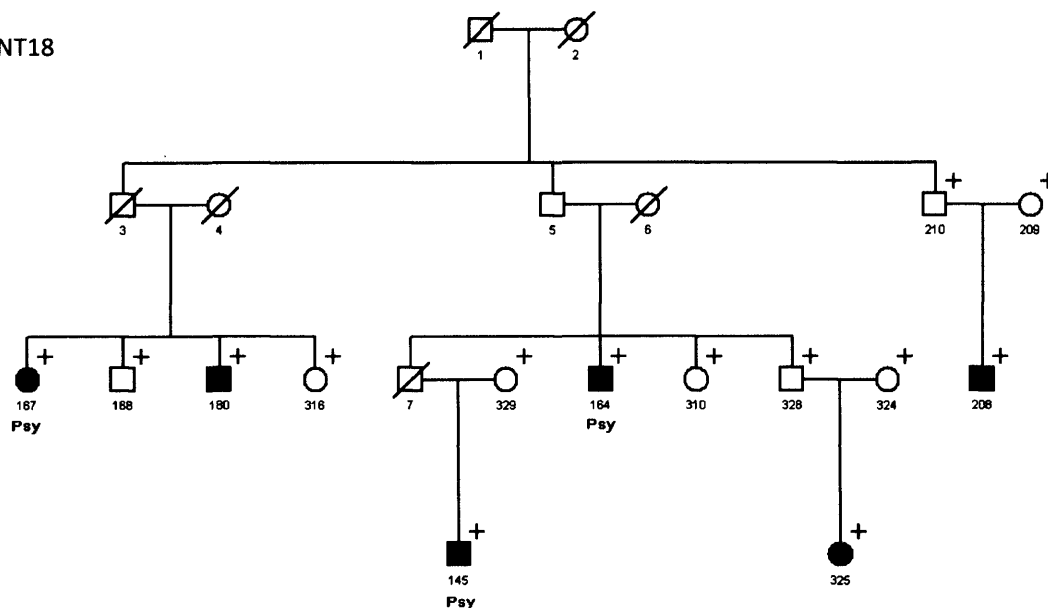 NT18
1 2
+ +
3 4 5 6 210 209
+ + + + + + + + + +
167 188 180 316 7 329 164 310 328 324 208
Psy Psy
+ +
145 325
Psy